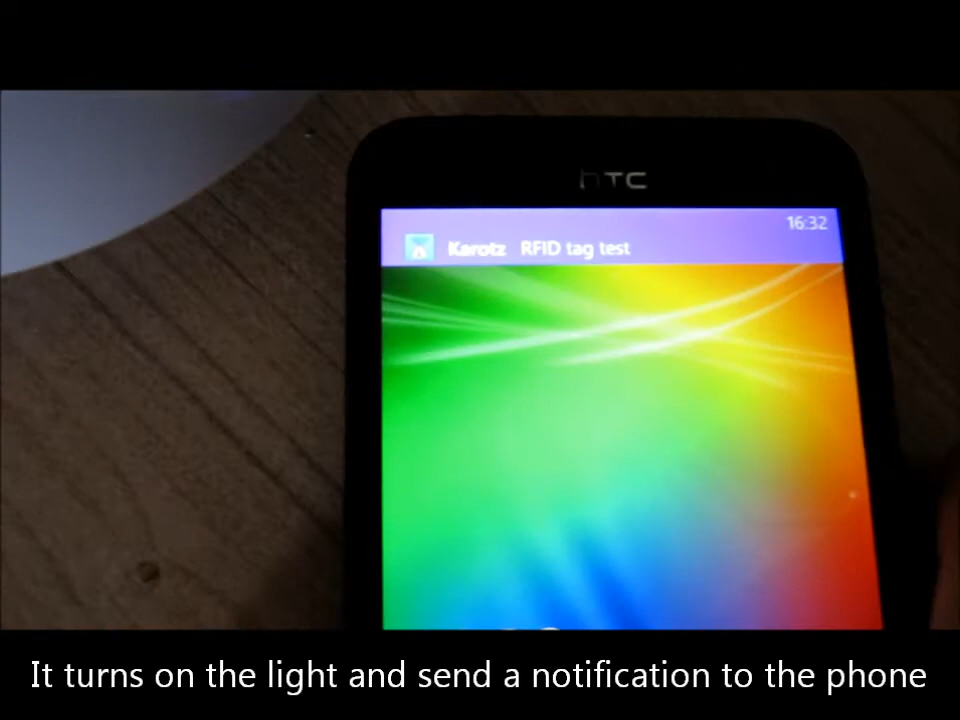 hTC
16:32
Karotz RFID tag test
It turns on the light and send a notification to the phone